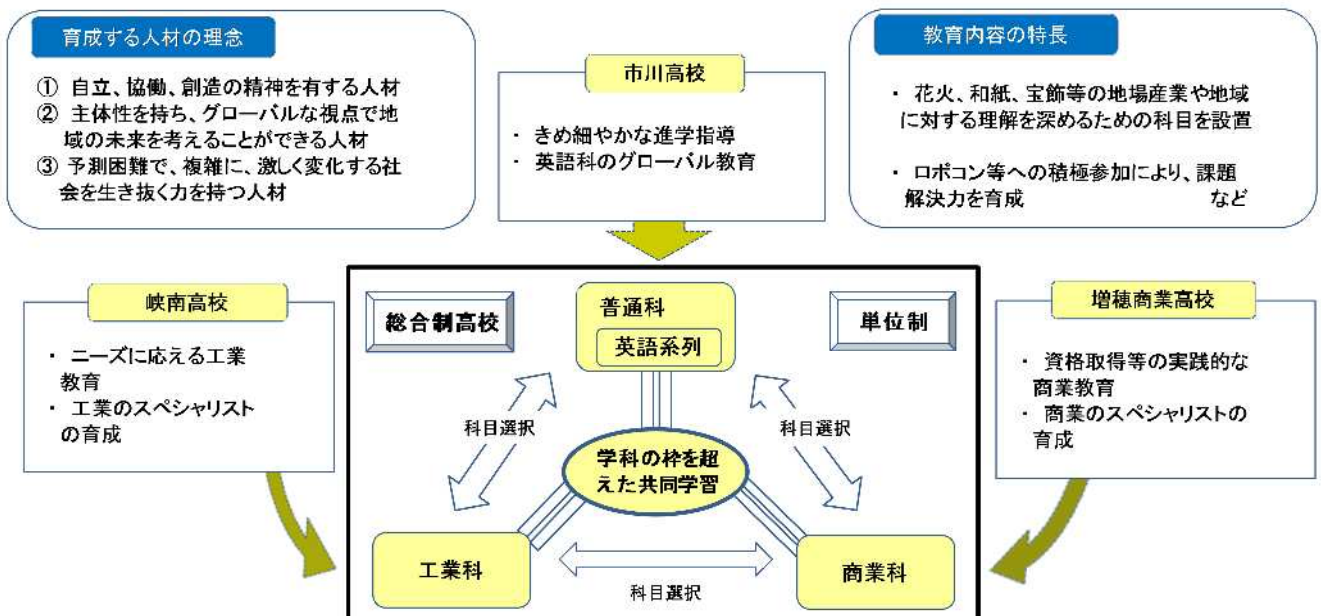 育成する人材の理念
① 自立、協働、創造の精神を有する人材
② 主体性を持ち、グローバルな視点で地
域の未来を考えることができる人材
③ 予測困難で、複雑に、激しく変化する社
会を生き抜く力を持つ人材
市川高校
・ きめ細やかな進学指導
・ 英語科のグローバル教育
教育内容の特長
・ 花火、和紙、宝飾等の地場産業や地域
に対する理解を深めるための科目を設置
・ ロボコン等への積極参加により、課題
解決力を育成 など
峡南高校
・ ニーズに応える工業
教育
・ 工業のスペシャリスト
の育成
総合制高校
普通科
英語系列
単位制
科目選択
科目選択
学科の枠を超
えた共同学習
工業科
科目選択
商業科
増穂商業高校
・ 資格取得等の実践的な
商業教育
・ 商業のスペシャリストの
育成